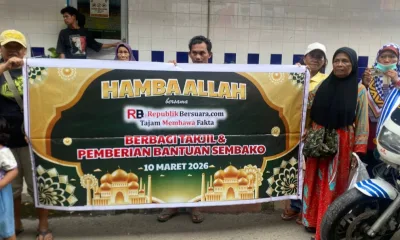 HAMBA ALLAH
bersama
RB RepublikBersuara.com
Tajam Membawa Fakta
BERBAGI TAKJIL &
PEMBERIAN BANTUAN SEMBAKO
-10 MARET 2026-